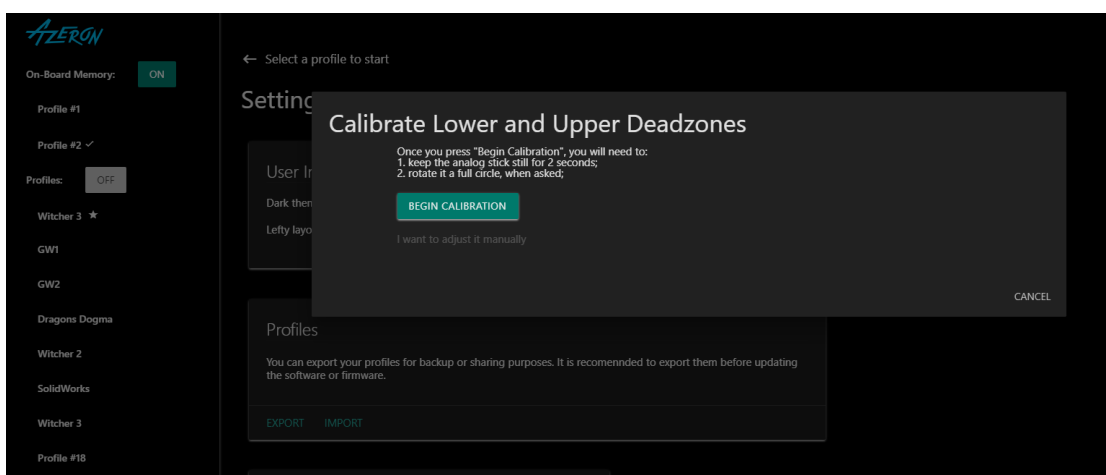 AZERON
On-Board Memory: ON
Profile #1
Profile #2
Profiles: OFF
Witcher 3
GW1
GW2
Dragons Dogma
Witcher 2
SolidWorks
Witcher 3
Profile #18
Select a profile to start
Setting
User In
Dark then
Lefty layo
Calibrate Lower and Upper Deadzones
Once you press "Begin Calibration", you will need to:
1. keep the analog stick still for 2 seconds;
2. rotate it a full circle, when asked;
BEGIN CALIBRATION
I want to adjust it manually
CANCEL
Profiles
You can export your profiles for backup or sharing purposes. It is recomennded to export them before updating
the software or firmware.
EXPORT IMPORT